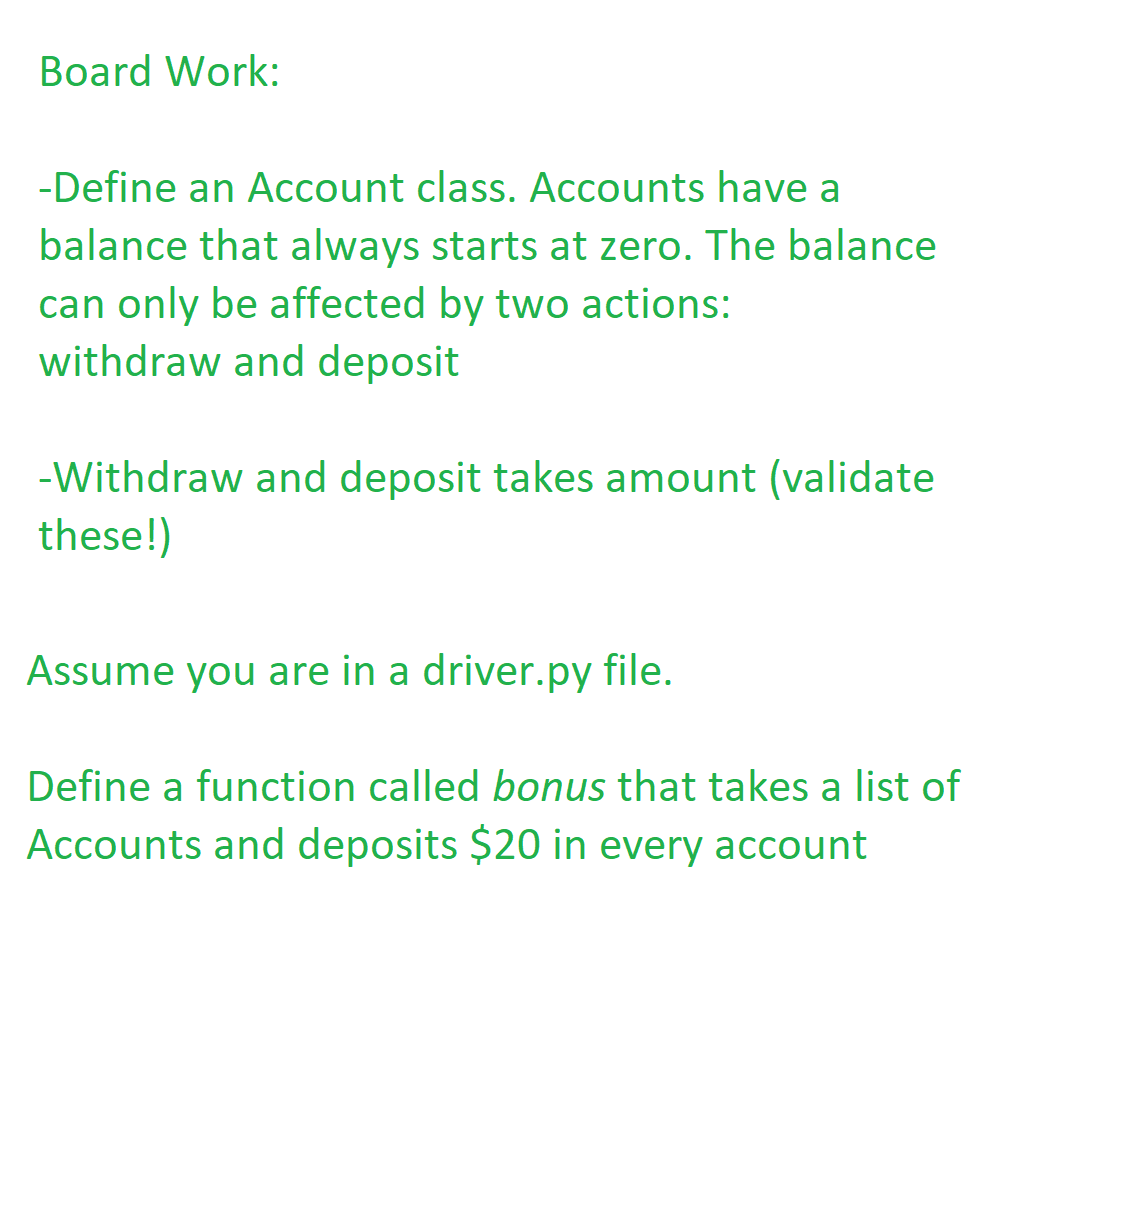 Board Work:
-Define an Account class. Accounts have a
balance that always starts at zero. The balance
can only be affected by two actions:
withdraw and deposit
-Withdraw and deposit takes amount (validate
these!)
Assume you are in a driver.py file.
Define a function called bonus that takes a list of
Accounts and deposits $20 in every account